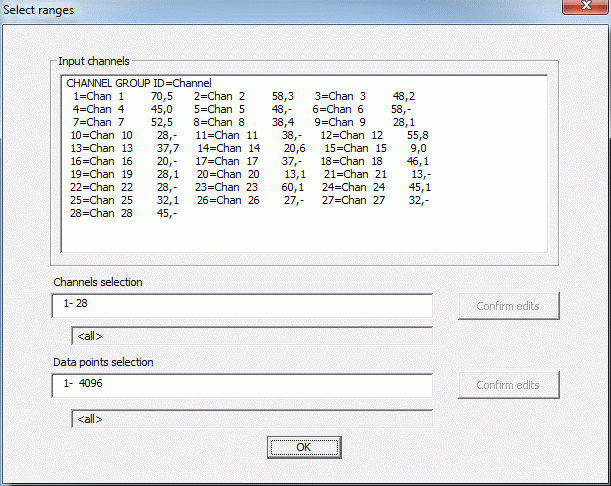 Select ranges
Input channels
CHANNEL GROUP ID=Channel
1=Chan 1 70,5 2=Chan 2 58,3 3=Chan 3 48,2
4=Chan 4 45,0 5=Chan 5 48,- 6=Chan 6 58,-
7=Chan 7 52,5 8=Chan 8 38,4 9=Chan 9 28,1
10=Chan 10 28,- 11=Chan 11 38,- 12=Chan 12 55,8
13=Chan 13 37,7 14=Chan 14 20,6 15=Chan 15 9,0
16=Chan 16 20,- 17=Chan 17 37,- 18=Chan 18 46,1
19=Chan 19 28,1 20=Chan 20 13,1 21=Chan 21 13,-
22=Chan 22 28,- 23=Chan 23 60,1 24=Chan 24 45,1
25=Chan 25 32,1 26=Chan 26 27,- 27=Chan 27 32,-
28=Chan 28 45,-
Channels selection
1- 28
Confirm edits
<all>
Data points selection
1- 4096
Confirm edits
<all>
OK